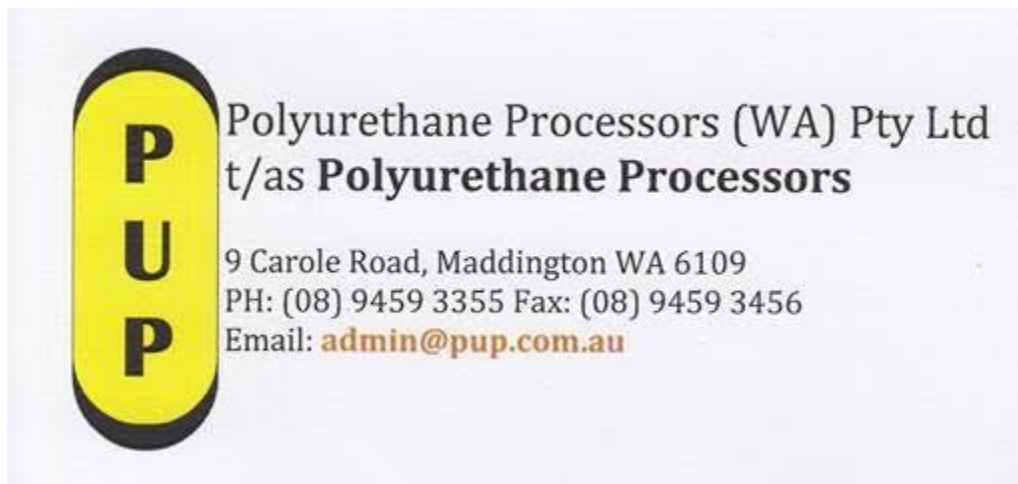 PUP
Polyurethane Processors (WA) Pty Ltd
t/as Polyurethane Processors
9 Carole Road, Maddington WA 6109
PH: (08) 9459 3355 Fax: (08) 9459 3456
Email: admin@pup.com.au